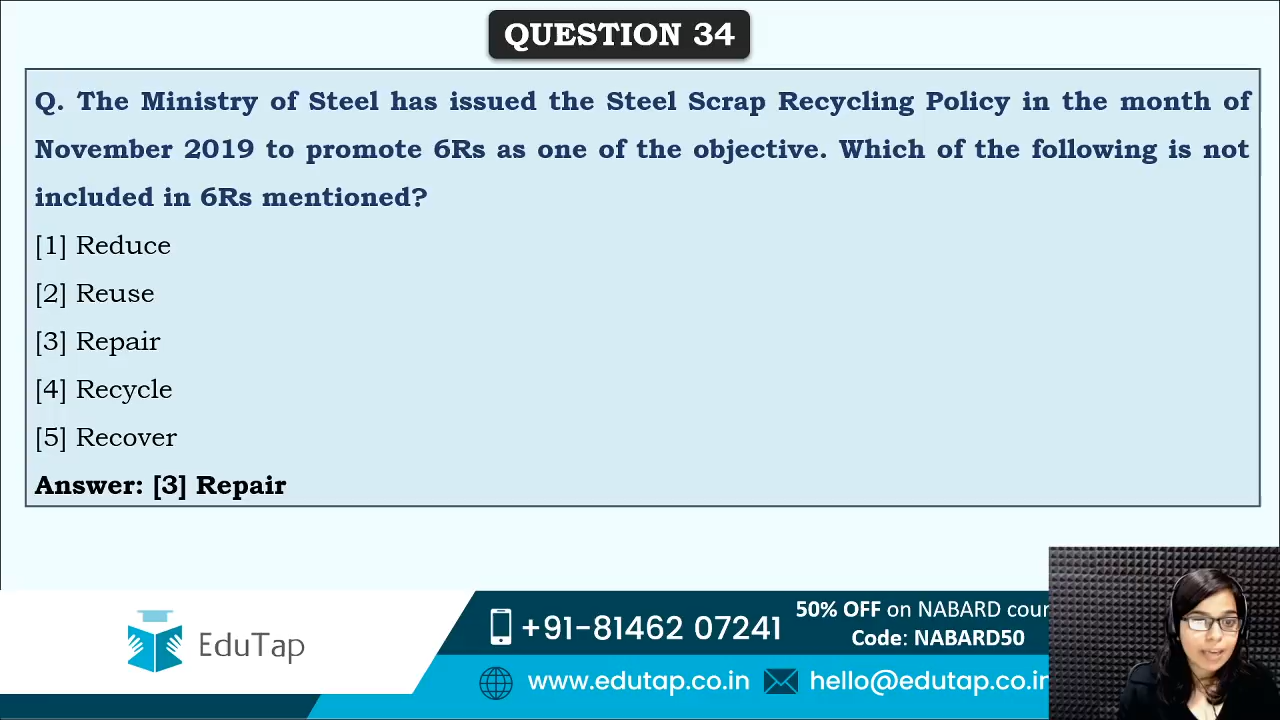 QUESTION 34
Q. The Ministry of Steel has issued the Steel Scrap Recycling Policy in the month of
November 2019 to promote 6Rs as one of the objective. Which of the following is not
included in 6Rs mentioned?
[1] Reduce
[2] Reuse
[3] Repair
[4] Recycle
[5] Recover
Answer: [3] Repair
EduTap
+91-81462 07241
50% OFF on NABARD cour
Code: NABARD50
www.edutap.co.in
hello@edutap.co.in